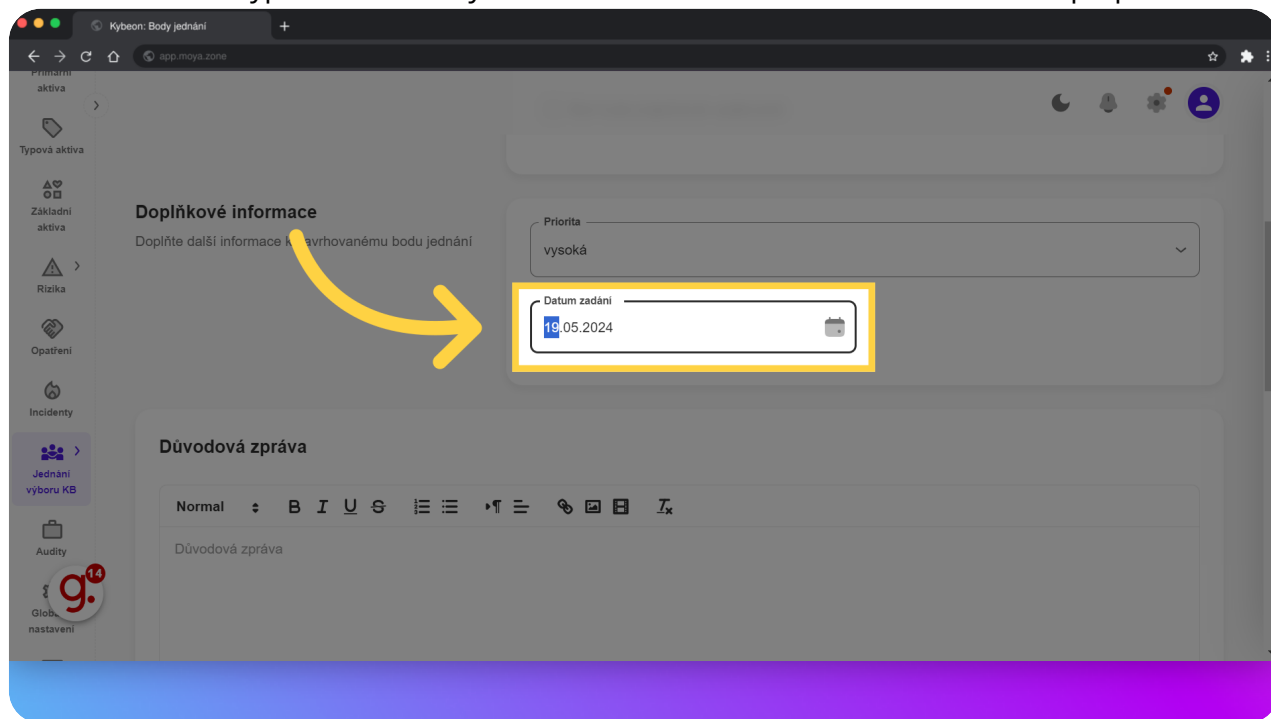 Kybeon: Body jednání
app.moya.zone
Primární
aktiva
Typová aktiva
Základní
aktiva
Rizika
Opatření
Incidenty
Jednání
výboru KB
Audity
g.
14
nastavení
Doplňkové informace
Doplňte další informace k navrhovanému bodu jednání
Priorita
vysoká
Datum zadání
19.05.2024
Důvodová zpráva
Normal
Důvodová zpráva